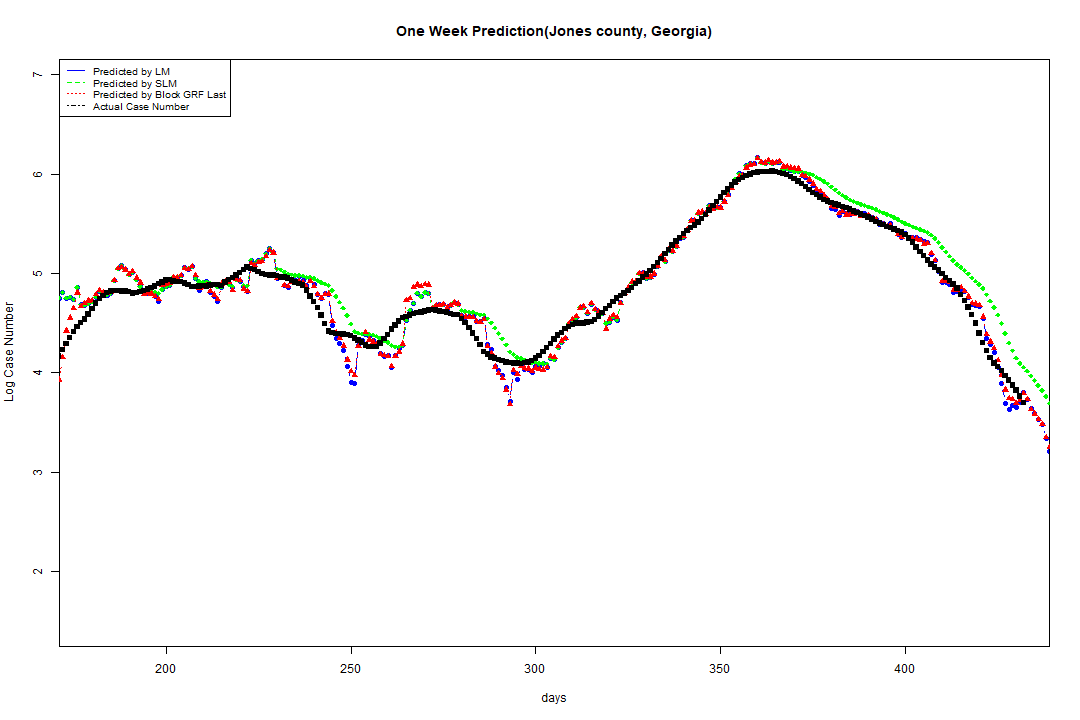 One Week Prediction(Jones county, Georgia)
Predicted by LM
Predicted by SLM
Predicted by Block GRF Last
Actual Case Number
7
6
5
4
3
2
Log Case Number
200 250 300 350 400
days